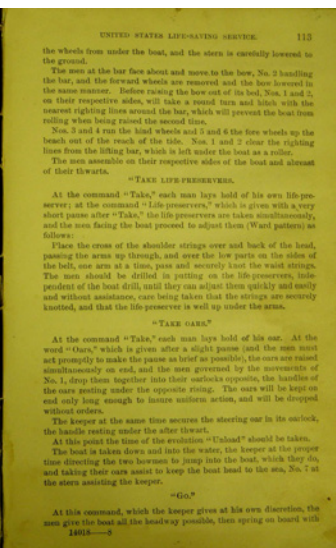 UNITED STATES LIFE-SAVING SERVICE. 113
the wheels from under the boat, and the stern is carefully lowered to
the ground.
The men at the bar face about and move to the bow, No. 2 handling
the bar, and the forward wheels are removed and the bow lowered in
the same manner. Before raising the bow out of its bed, Nos. 1 and 2,
on their respective sides, will take a round turn and hitch with the
nearest righting lines around the bar, which will prevent the boat from
rolling when being raised the second time.
Nos. 3 and 4 run the hind wheels and 5 and 6 the fore wheels up the
beach out of the reach of the tide. Nos. 1 and 2 clear the righting
lines from the lifting bar, which is left under the boat as a roller.
The men assemble on their respective sides of the boat and abreast
of their thwarts.
"TAKE LIFE-PRESERVERS.
At the command "Take," each man lays hold of his own life-pre-
server; at the command "Life-preservers," which is given with a very
short pause after "Take," the life-preservers are taken simultaneously,
and the men facing the boat proceed to adjust them (Ward pattern) as
follows:
Place the cross of the shoulder strings over and back of the head,
passing the arms up through, and over the low parts on the sides of
the belt, one arm at a time, pass and securely knot the waist strings.
The men should be drilled in putting on the life-preservers, inde-
pendent of the boat drill, until they can adjust them quickly and easily
and without assistance, care being taken that the strings are securely
knotted, and that the life-preserver is well up under the arms.
"TAKE OARS."
At the command "Take," each man lays hold of his oar. At the
word "Oars," which is given after a slight pause (and the man must
act promptly to make the pause as brief as possible), the oars are raised
simultaneously on end, and the men governed by the movements of
No. 1, drop them together into their oarlocks opposite, the handles of
the oars resting under the opposite rising. The oars will be kept on
end only long enough to insure uniform action, and will be dropped
without orders.
The keeper at the same time secures the steering oar in its oarlock,
the handle resting under the after thwart.
At this point the time of the evolution "Unload" should be taken.
The boat is taken down and into the water, the keeper at the proper
time directing the two bowmen to jump into the boat, which they do,
and taking their oars assist to keep the boat head to the sea, No. 7 at
the stern assisting the keeper.
"GO."
At this command, which the keeper gives at his own discretion, the
men give the boat all the headway possible, then spring on board with
14018——8